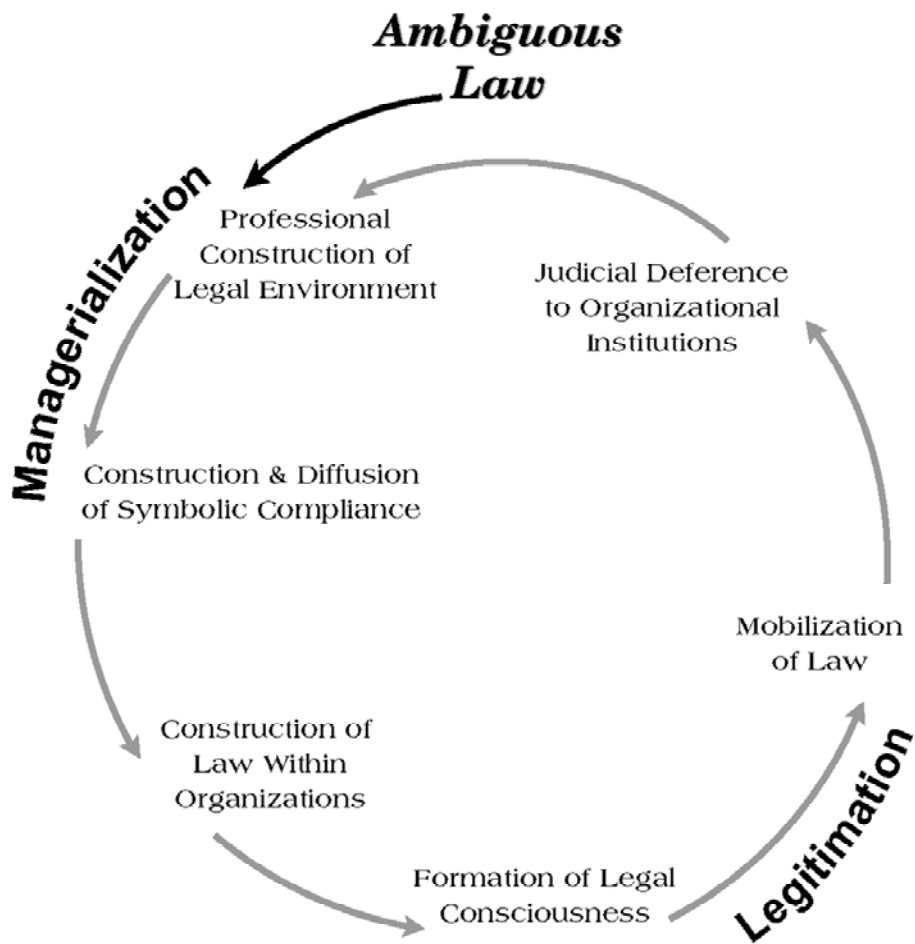 Ambiguous
Law
Managerialization
Professional
Construction of
Legal Environment
Judicial Deference
to Organizational
Institutions
Construction & Diffusion
of Symbolic Compliance
Mobilization
of Law
Construction of
Law Within
Organizations
Formation of Legal
Consciousness
Legitimation